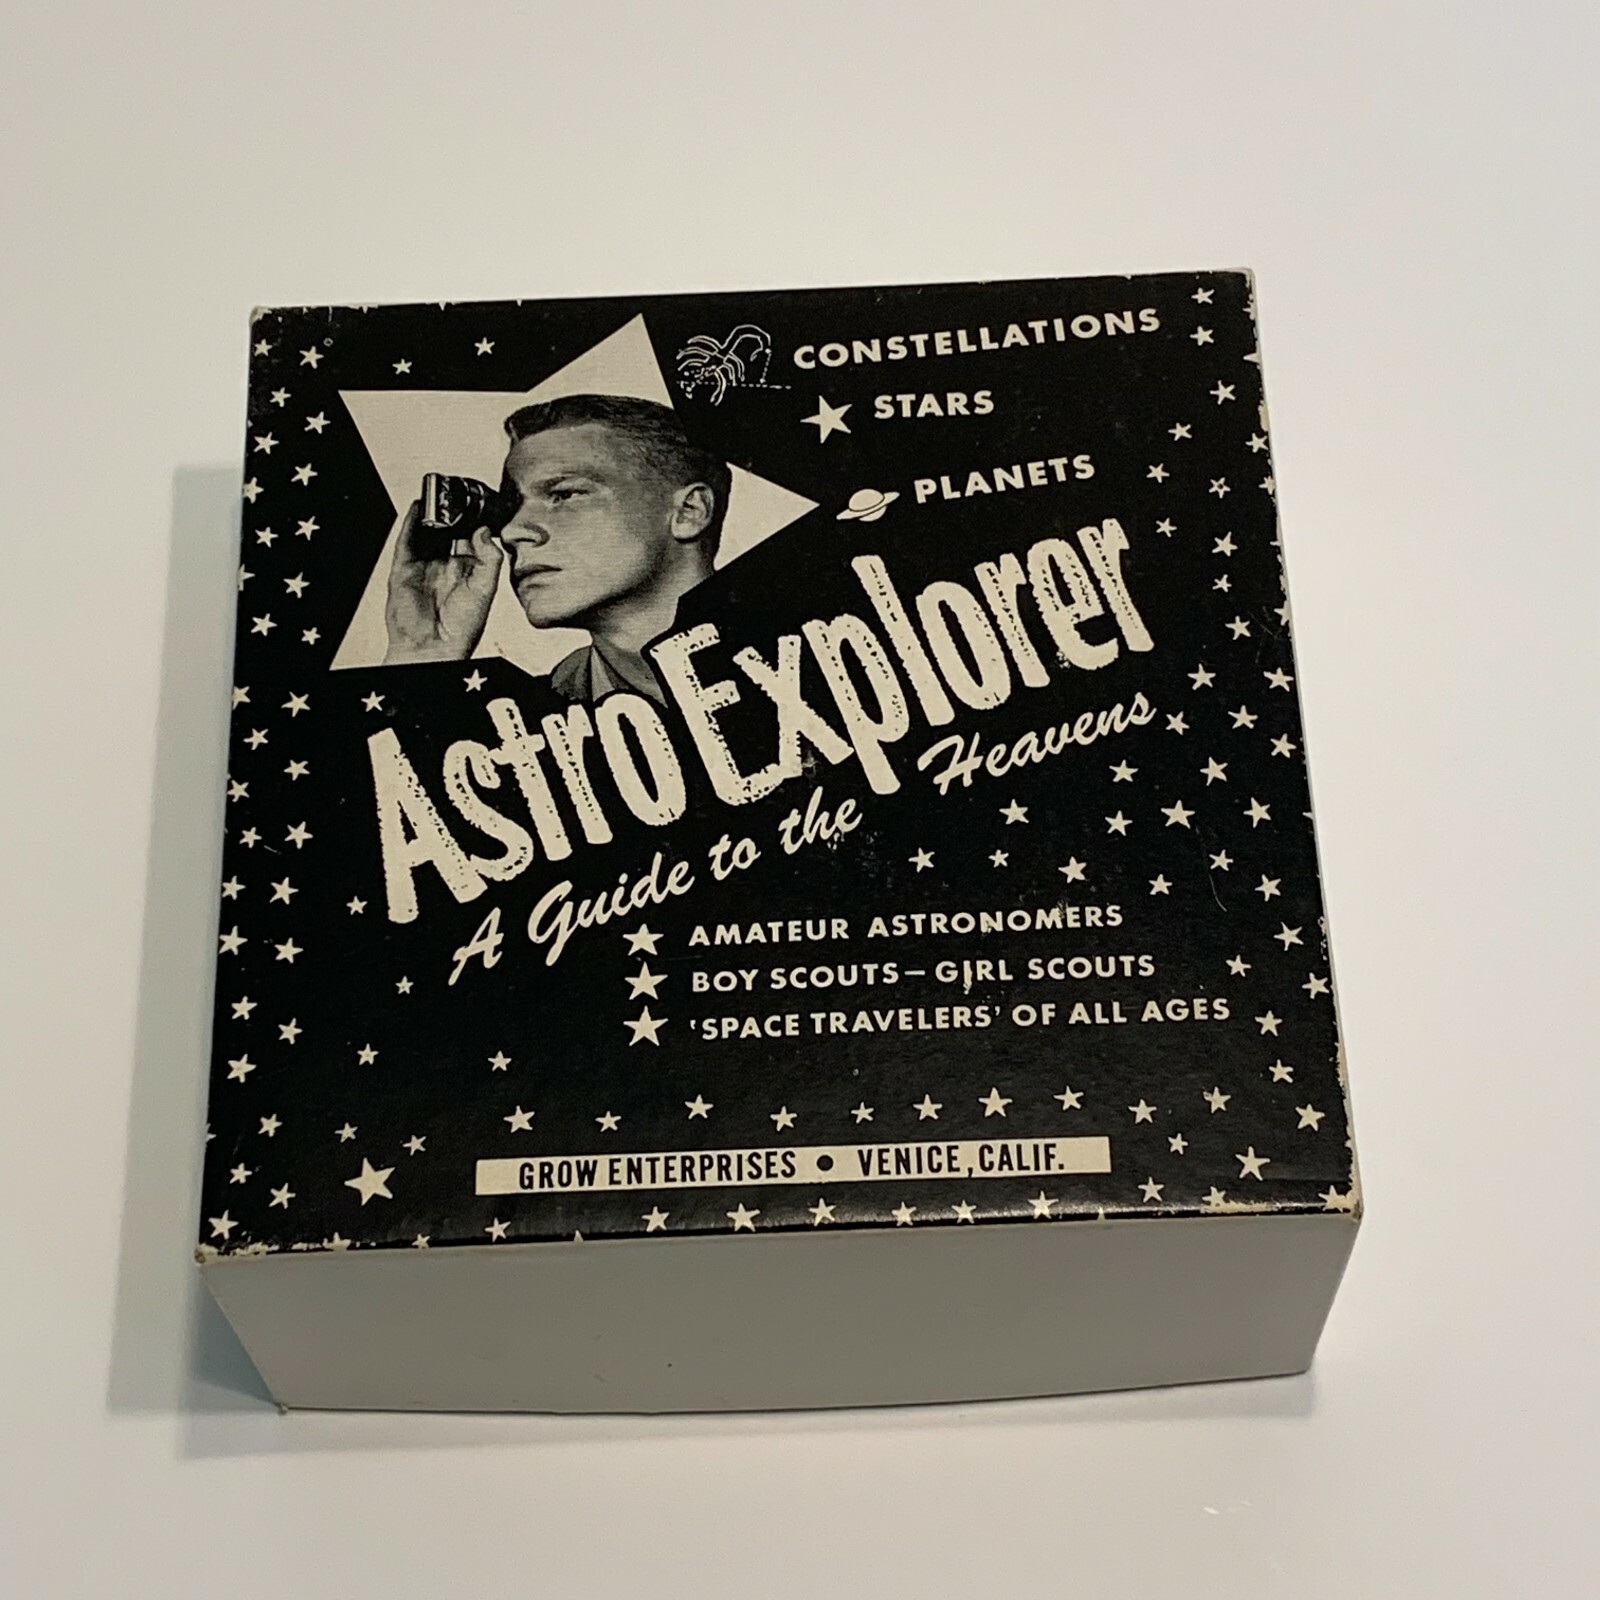 CONSTELLATIONS
STARS
PLANETS
AstroExplorer
A Guide to the Heavens
AMATEUR ASTRONOMERS
BOY SCOUTS—GIRL SCOUTS
‘SPACE TRAVELERS’ OF ALL AGES
GROW ENTERPRISES • VENICE, CALIF.